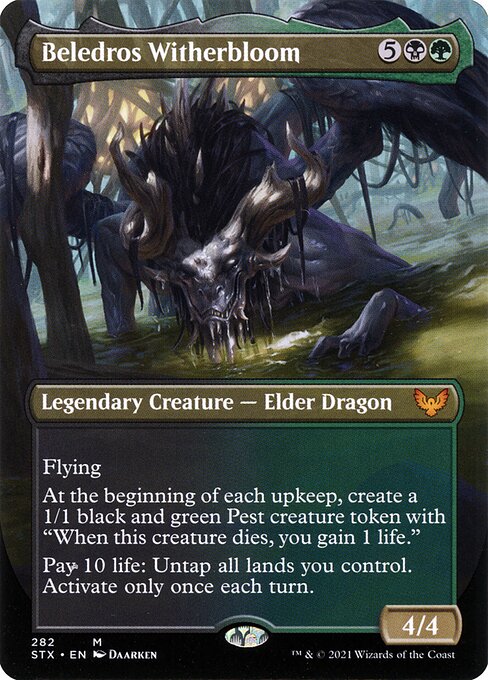 Beledros Witherbloom 5
Legendary Creature — Elder Dragon
Flying
At the beginning of each upkeep, create a
1/1 black and green Pest creature token with
“When this creature dies, you gain 1 life.”
Pay 10 life: Untap all lands you control.
Activate only once each turn.
4/4
282 M
STX • EN Daarken
™ & © 2021 Wizards of the Coast